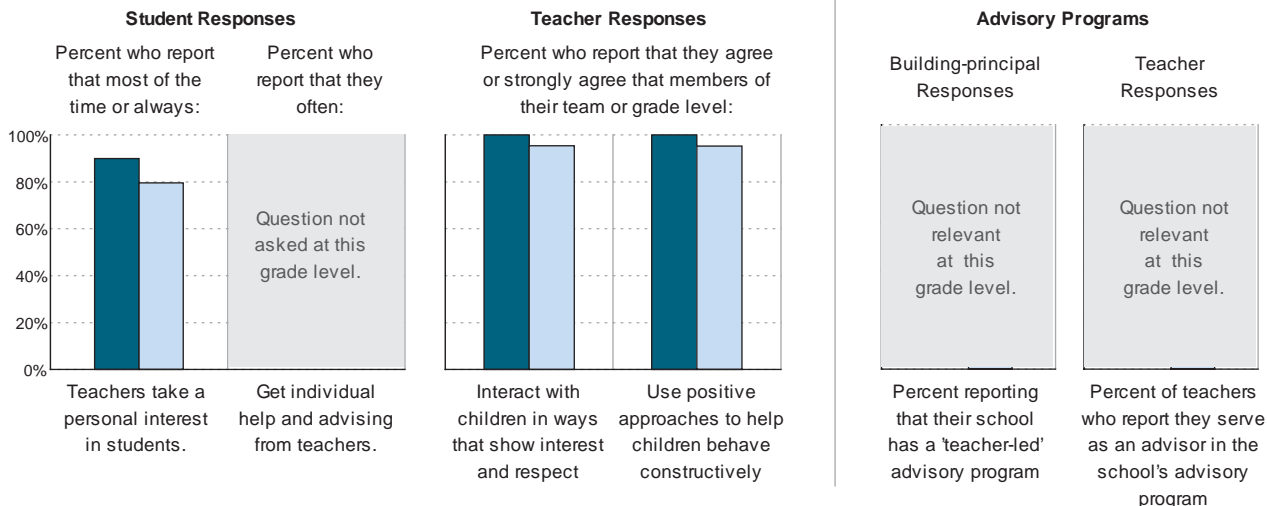 Student Responses
Percent who report
that most of the
time or always:
Percent who
report that they
often:
100%
80%
60%
40%
20%
0%
Question not
asked at this
grade level.
Teachers take a
personal interest
in students.
Get individual
help and advising
from teachers.
Teacher Responses
Percent who report that they agree
or strongly agree that members of
their team or grade level:
Interact with
children in ways
that show interest
and respect
Use positive
approaches to help
children behave
constructively
Advisory Programs
Building-principal
Responses
Question not
relevant
at this
grade level.
Percent reporting
that their school
has a 'teacher-led’
advisory program
Teacher
Responses
Question not
relevant
at this
grade level.
Percent of teachers
who report they serve
as an advisor in the
school’s advisory
program